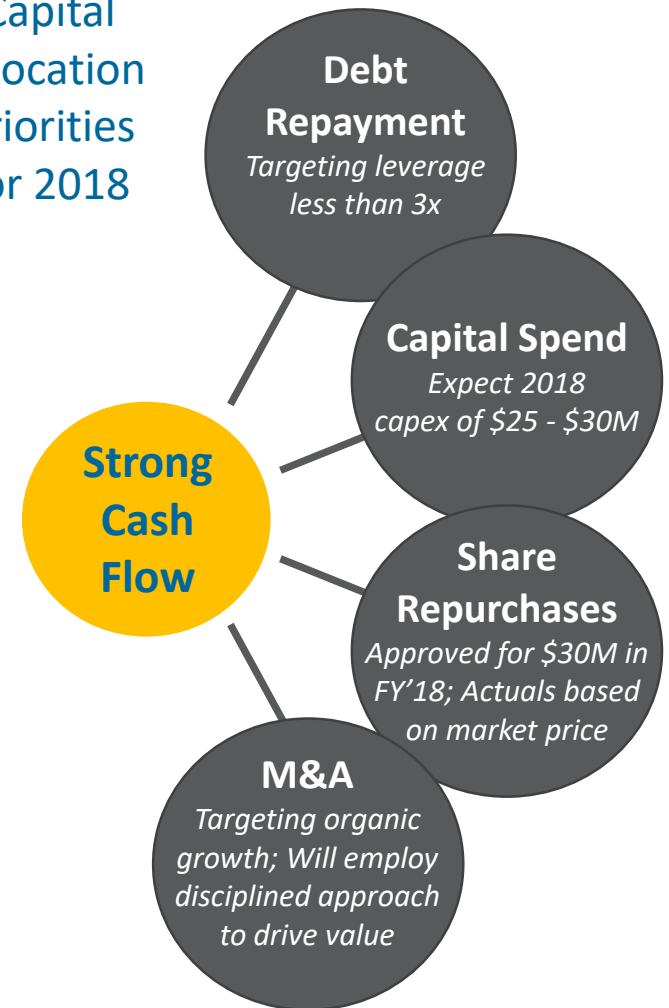 Capital
location
riorities
or 2018
Debt
Repayment
Targeting leverage
less than 3x
Capital Spend
Expect 2018
capex of $25 - $30M
Strong
Cash
Flow
Share
Repurchases
Approved for $30M in
FY'18; Actuals based
on market price
M&A
Targeting organic
growth; Will employ
disciplined approach
to drive value